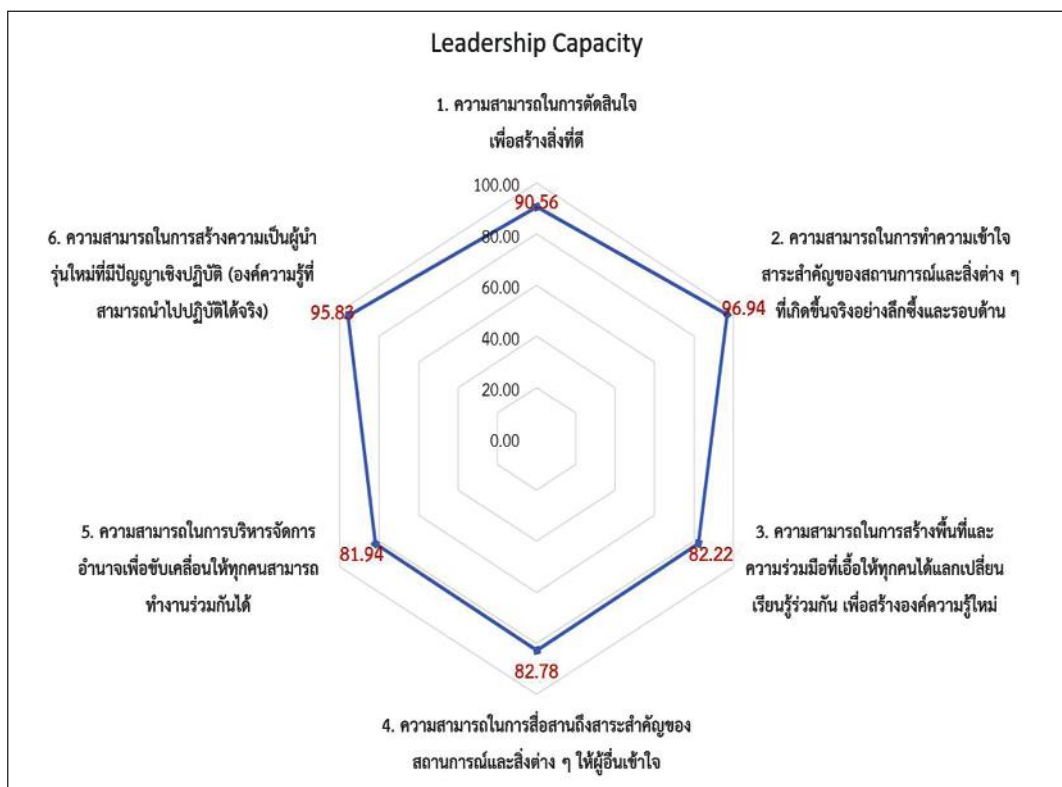 Leadership Capacity
1. ความสามารถในการตัดสินใจ
เพื่อสร้างสิ่งที่ดี
100.00
90.56
80.00
60.00
40.00
20.00
0.00
2. ความสามารถในการทำความเข้าใจ
สาระสำคัญของสถานการณ์และสิ่งต่าง ๆ
ที่เกิดขึ้นจริงอย่างลึกซึ้งและรอบด้าน
96.94
3. ความสามารถในการสร้างพื้นที่และ
ความร่วมมือที่เอื้อให้ทุกคนได้แลกเปลี่ยน
เรียนรู้ร่วมกัน เพื่อสร้างองค์ความรู้ใหม่
82.22
4. ความสามารถในการสื่อสารถึงสาระสำคัญของ
สถานการณ์และสิ่งต่าง ๆ ให้ผู้อื่นเข้าใจ
82.78
5. ความสามารถในการบริหารจัดการ
อำนาจเพื่อขับเคลื่อนให้ทุกคนสามารถ
ทำงานร่วมกันได้
81.94
6. ความสามารถในการสร้างความเป็นผู้นำ
รุ่นใหม่ที่มีปัญญาเชิงปฏิบัติ (องค์ความรู้ที่
สามารถนำไปปฏิบัติได้จริง)
95.83